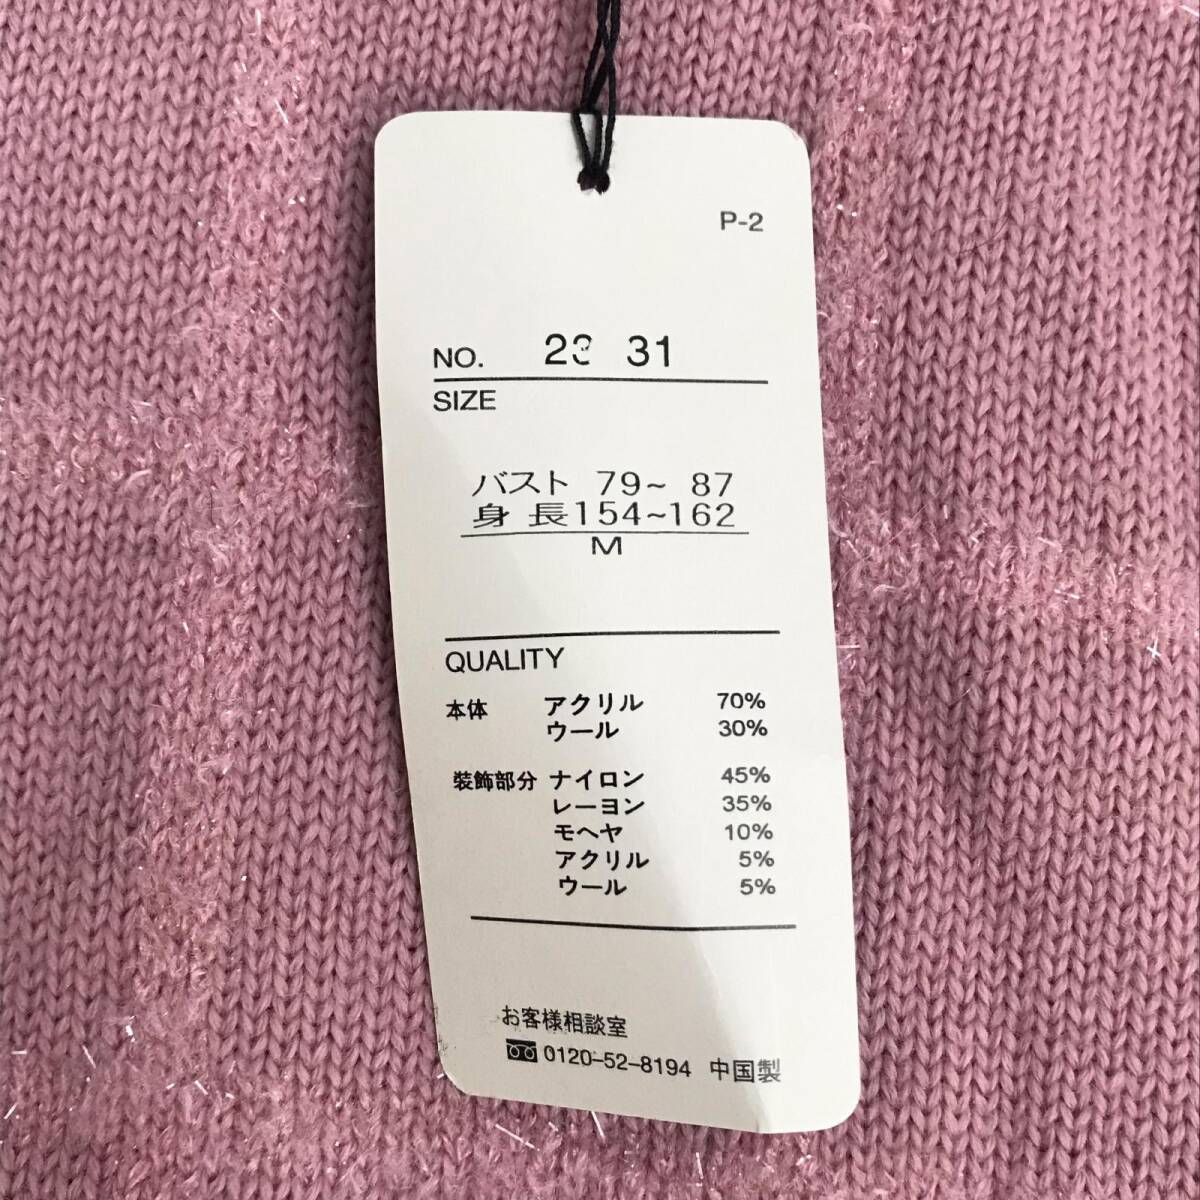 P-2
NO. 31
SIZE
バスト 79~ 87
身 長154~162
M
QUALITY
本体 アクリル 70%
ウール 30%
装飾部分 ナイロン 45%
レーヨン 35%
モヘヤ 10%
アクリル 5%
ウール 5%
お客様相談室
0120-52-8194 中国製